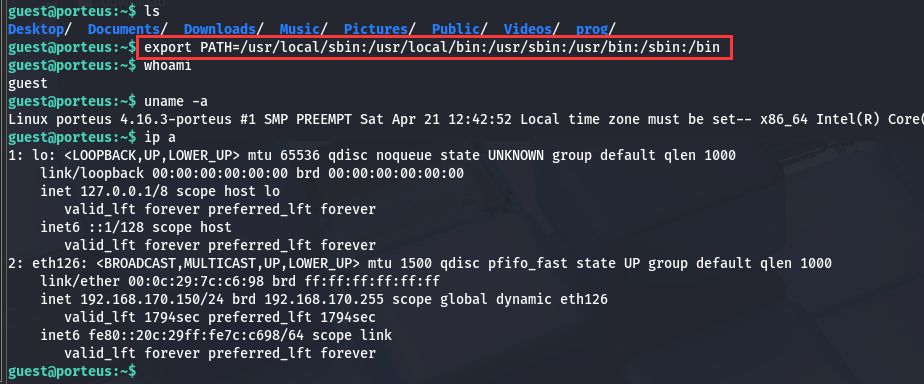 guest@porteus:~$ ls
Desktop/  Documents/  Downloads/  Music/  Pictures/  Public/  Videos/  prog/
guest@porteus:~$ export PATH=/usr/local/sbin:/usr/local/bin:/usr/sbin:/usr/bin:/sbin:/bin
guest@porteus:~$ whoami
guest
guest@porteus:~$ uname -a
Linux porteus 4.16.3-porteus #1 SMP PREEMPT Sat Apr 21 12:42:52 Local time zone must be set-- x86_64 Intel(R) Core(
guest@porteus:~$ ip a
1: lo: <LOOPBACK,UP,LOWER_UP> mtu 65536 qdisc noqueue state UNKNOWN group default qlen 1000
    link/loopback 00:00:00:00:00:00 brd 00:00:00:00:00:00
    inet 127.0.0.1/8 scope host lo
       valid_lft forever preferred_lft forever
    inet6 ::1/128 scope host
       valid_lft forever preferred_lft forever
2: eth126: <BROADCAST,MULTICAST,UP,LOWER_UP> mtu 1500 qdisc pfifo_fast state UP group default qlen 1000
    link/ether 00:0c:29:7c:c6:98 brd ff:ff:ff:ff:ff:ff
    inet 192.168.170.150/24 brd 192.168.170.255 scope global dynamic eth126
       valid_lft 1794sec preferred_lft 1794sec
    inet6 fe80::20c:29ff:fe7c:c698/64 scope link
       valid_lft forever preferred_lft forever
guest@porteus:~$